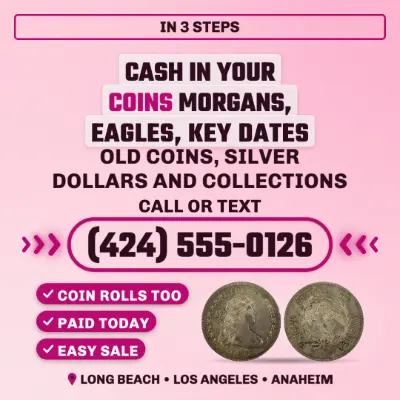 IN 3 STEPS
CASH IN YOUR
COINS MORGANS,
EAGLES, KEY DATES
OLD COINS, SILVER
DOLLARS AND COLLECTIONS
CALL OR TEXT
(424) 555-0126
COIN ROLLS TOO
PAID TODAY
EASY SALE
LONG BEACH • LOS ANGELES • ANAHEIM